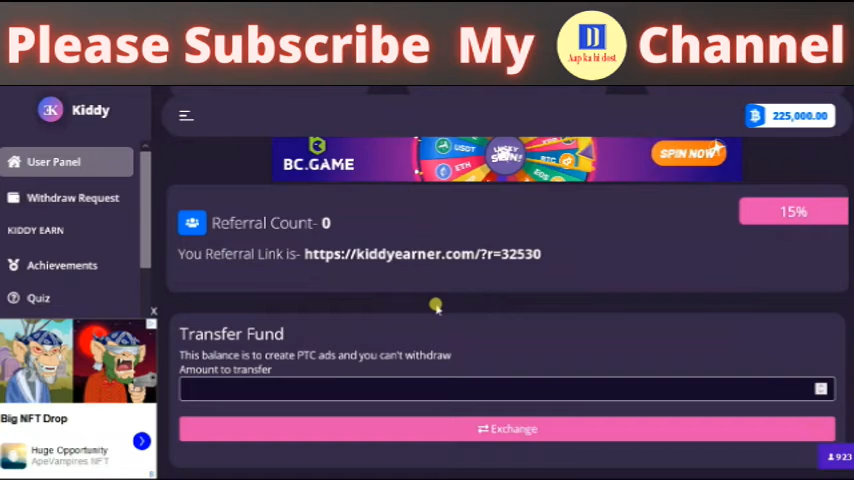 Please Subscribe My Channel
Aap ka hi dost
Kiddy
225,000.00
User Panel
Withdraw Request
KIDDY EARN
Achievements
Quiz
BC.GAME
USDT
ETH
LUCKY SPIN!
BTC
EOS
SPIN NOW!
15%
Referral Count- 0
You Referral Link is- https://kiddyearner.com/?r=32530
Transfer Fund
This balance is to create PTC ads and you can't withdraw
Amount to transfer
Exchange
Big NFT Drop
Huge Opportunity
ApeVampires NFT
923